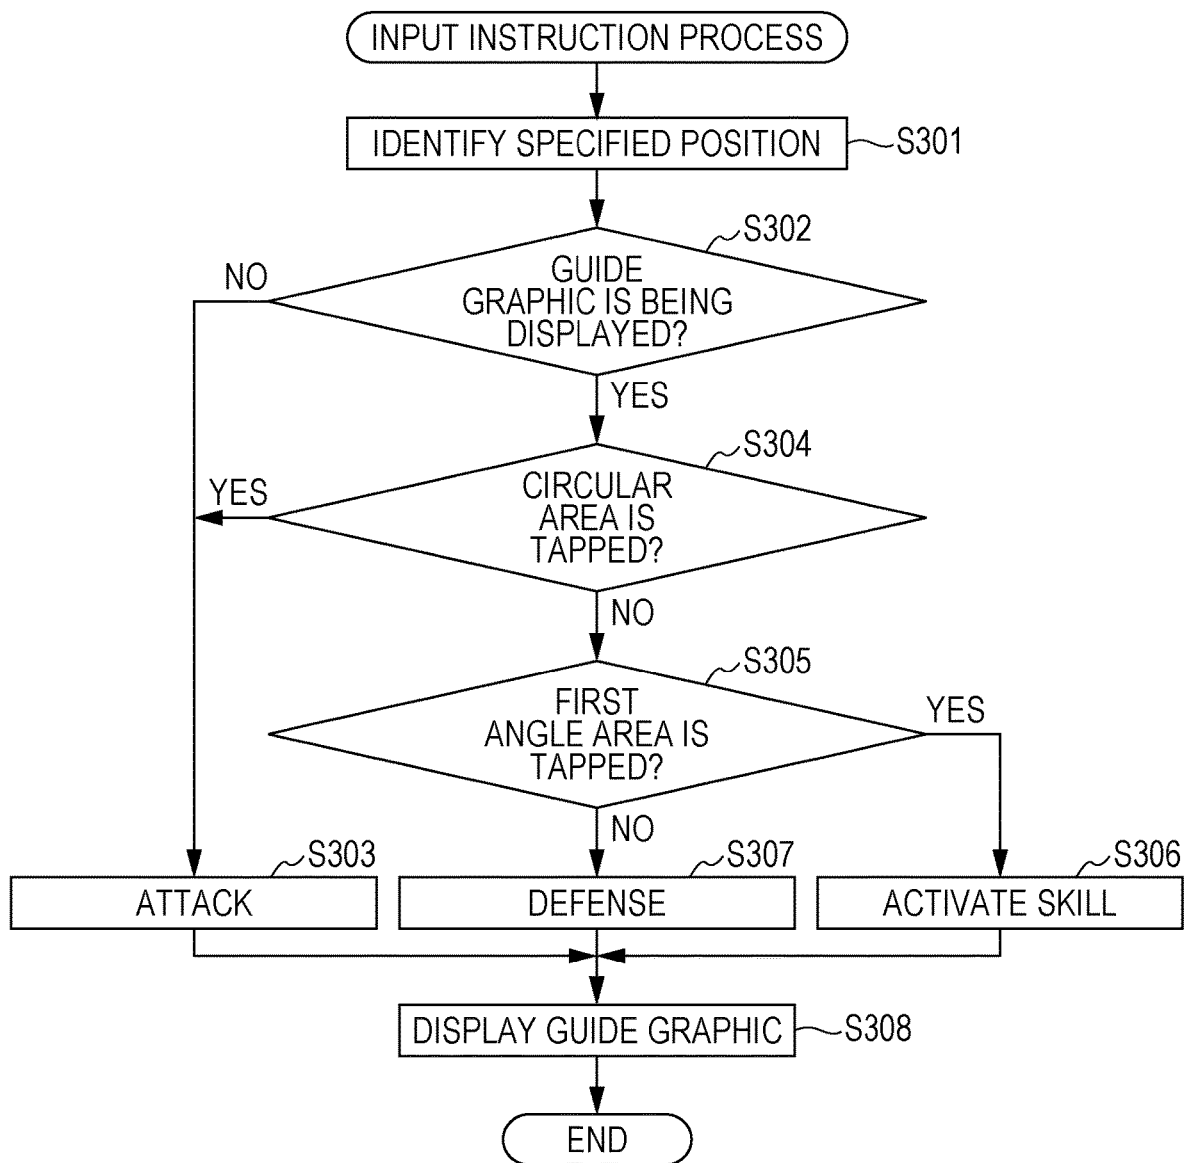 INPUT INSTRUCTION PROCESS
IDENTIFY SPECIFIED POSITION
S301
S302
NO
GUIDE
GRAPHIC IS BEING
DISPLAYED?
YES
S304
YES
CIRCULAR
AREA IS
TAPPED?
NO
S305
FIRST
ANGLE AREA IS
TAPPED?
YES
NO
S303
S307
S306
ATTACK
DEFENSE
ACTIVATE SKILL
DISPLAY GUIDE GRAPHIC
S308
END